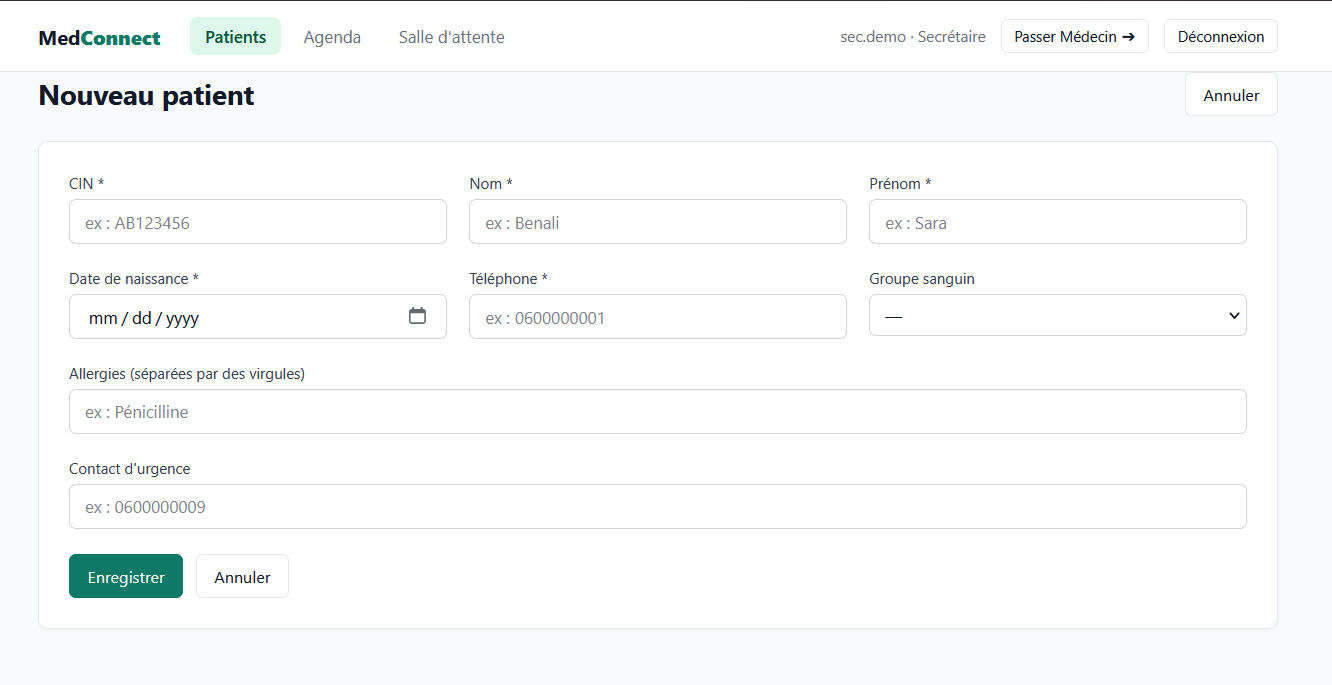 MedConnect Patients Agenda Salle d'attente sec.demo · Secrétaire Passer Médecin ➔ Déconnexion
Nouveau patient Annuler
CIN * Nom * Prénom *
ex : AB123456 ex : Benali ex : Sara
Date de naissance * Téléphone * Groupe sanguin
mm / dd / yyyy ex : 0600000001 —
Allergies (séparées par des virgules)
ex : Pénicilline
Contact d'urgence
ex : 0600000009
Enregistrer Annuler